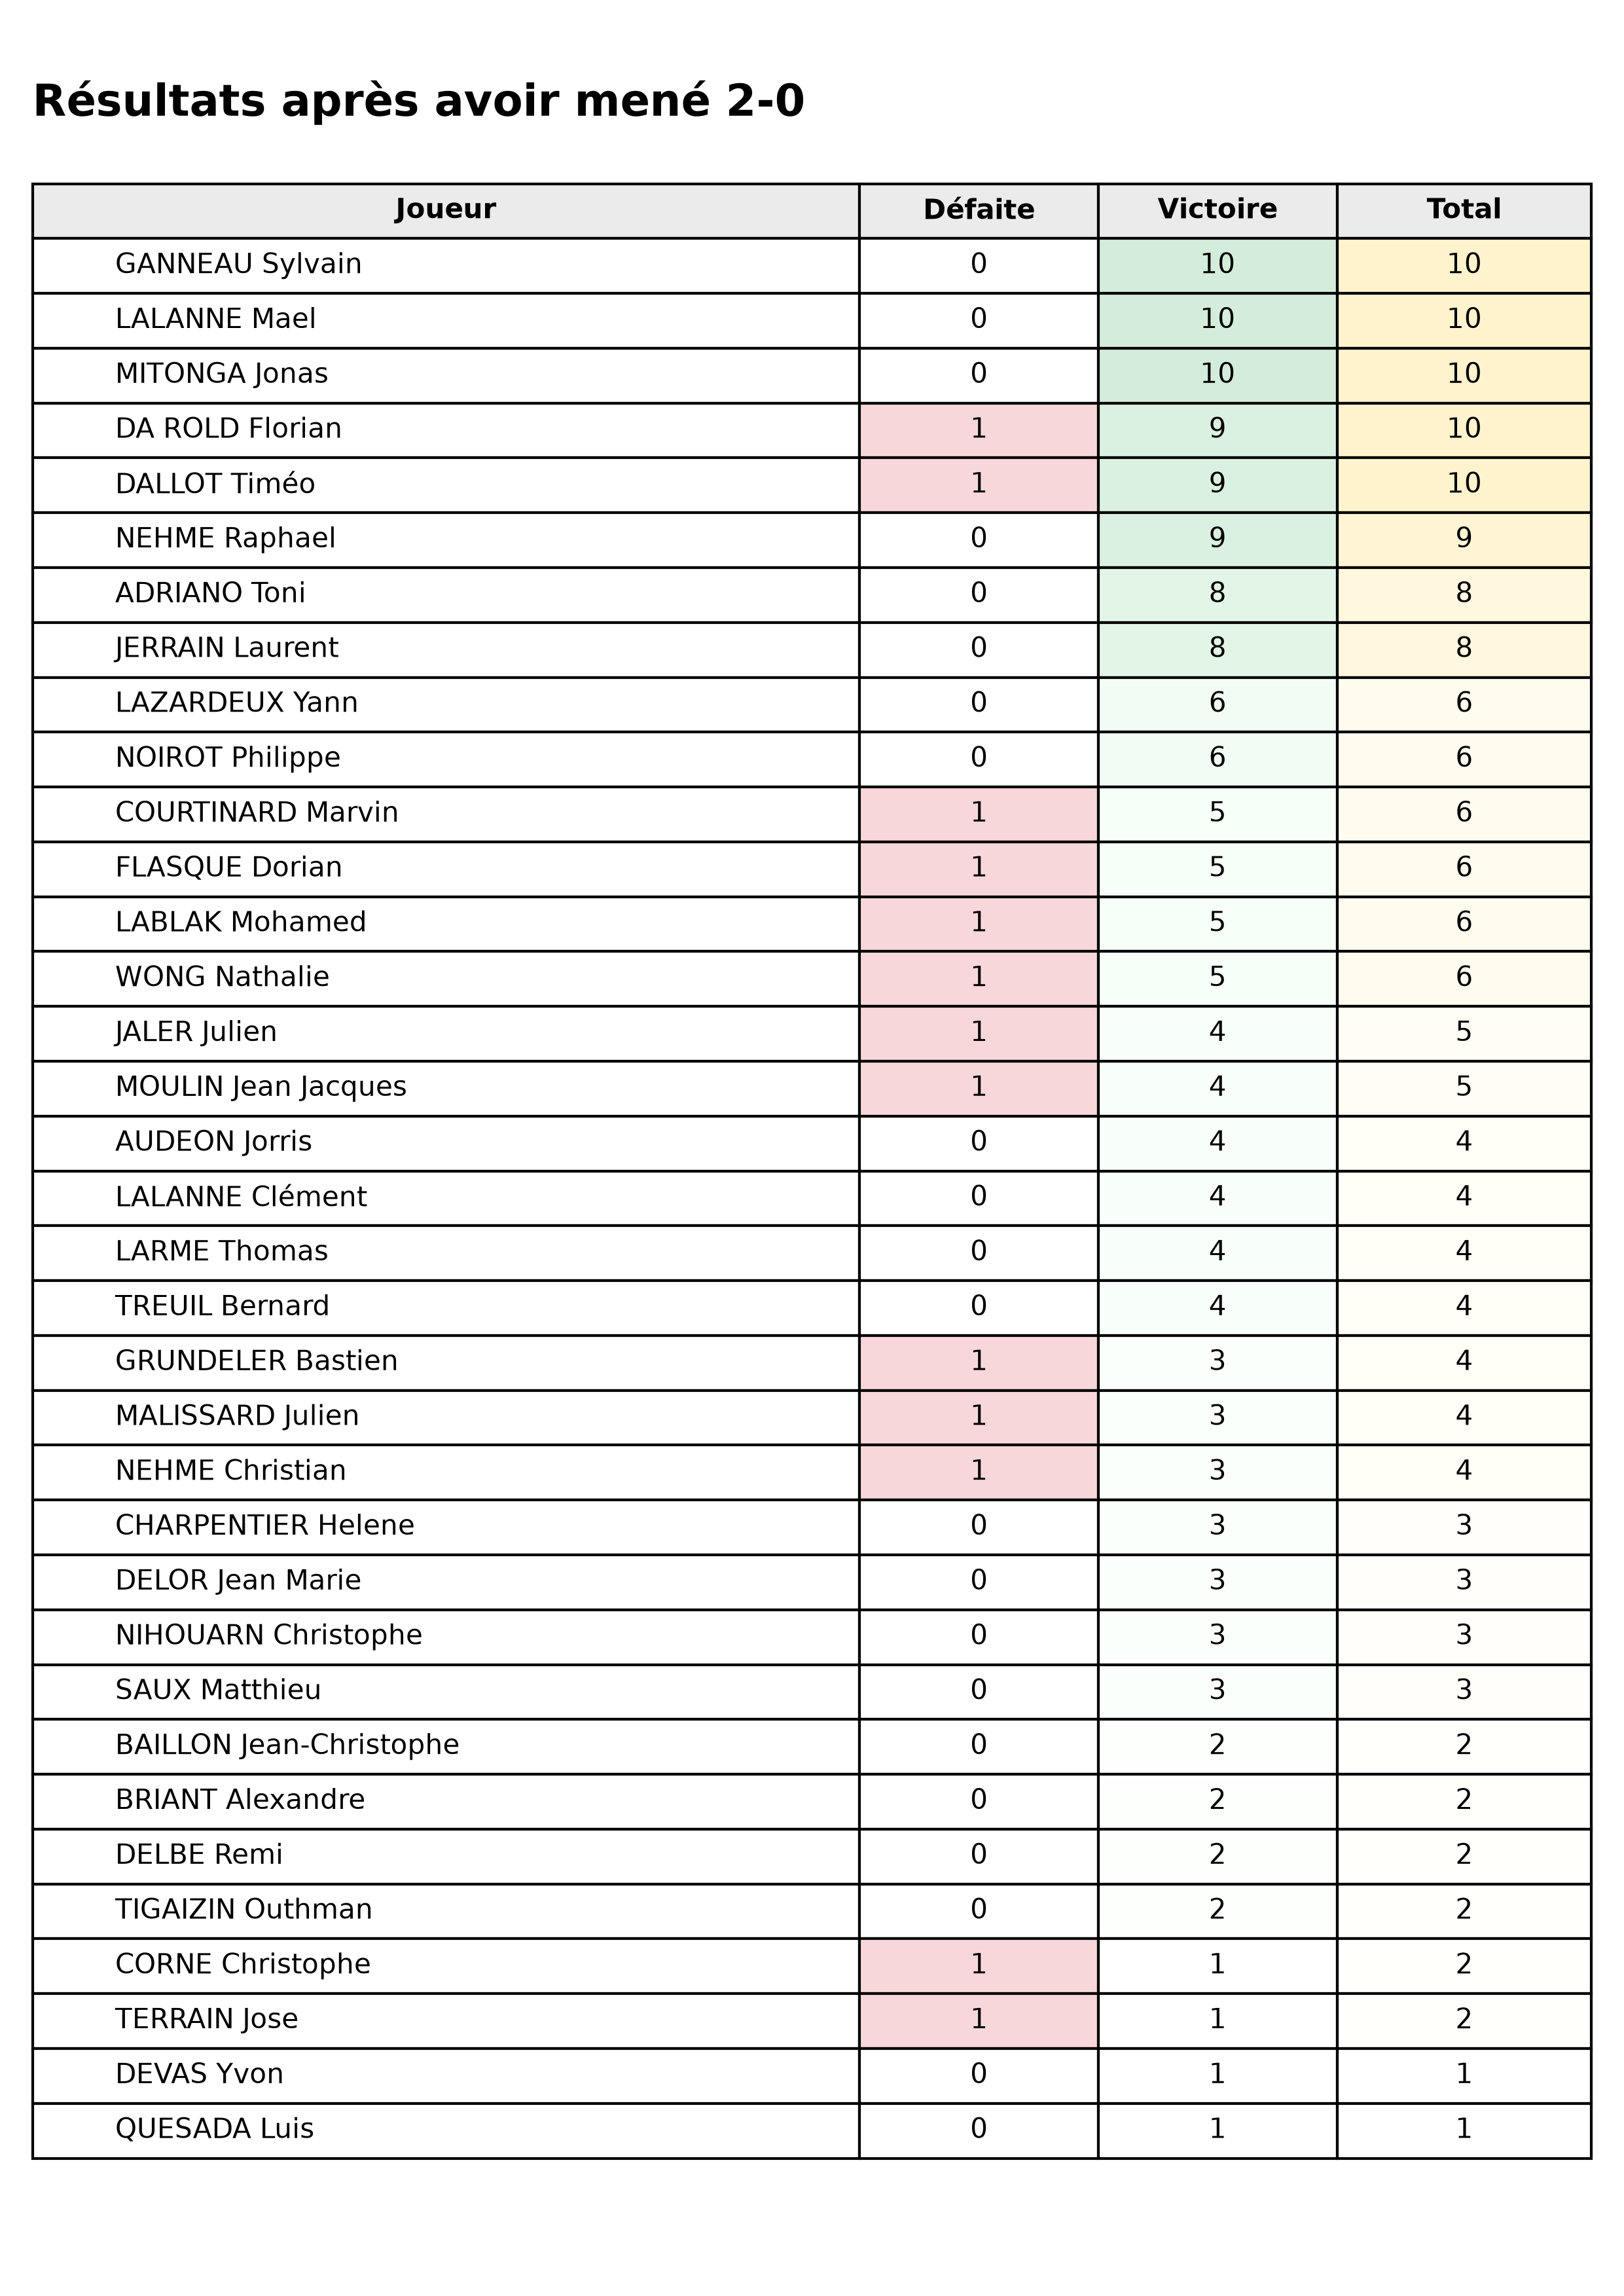 Résultats après avoir mené 2-0
Joueur Défaite Victoire Total
GANNEAU Sylvain 0 10 10
LALANNE Mael 0 10 10
MITONGA Jonas 0 10 10
DA ROLD Florian 1 9 10
DALLOT Timéo 1 9 10
NEHME Raphael 0 9 9
ADRIANO Toni 0 8 8
JERRAIN Laurent 0 8 8
LAZARDEUX Yann 0 6 6
NOIROT Philippe 0 6 6
COURTINARD Marvin 1 5 6
FLASQUE Dorian 1 5 6
LABLAK Mohamed 1 5 6
WONG Nathalie 1 5 6
JALER Julien 1 4 5
MOULIN Jean Jacques 1 4 5
AUDEON Jorris 0 4 4
LALANNE Clément 0 4 4
LARME Thomas 0 4 4
TREUIL Bernard 0 4 4
GRUNDELER Bastien 1 3 4
MALISSARD Julien 1 3 4
NEHME Christian 1 3 4
CHARPENTIER Helene 0 3 3
DELOR Jean Marie 0 3 3
NIHOUARN Christophe 0 3 3
SAUX Matthieu 0 3 3
BAILLON Jean-Christophe 0 2 2
BRIANT Alexandre 0 2 2
DELBE Remi 0 2 2
TIGAIZIN Outhman 0 2 2
CORNE Christophe 1 1 2
TERRAIN Jose 1 1 2
DEVAS Yvon 0 1 1
QUESADA Luis 0 1 1